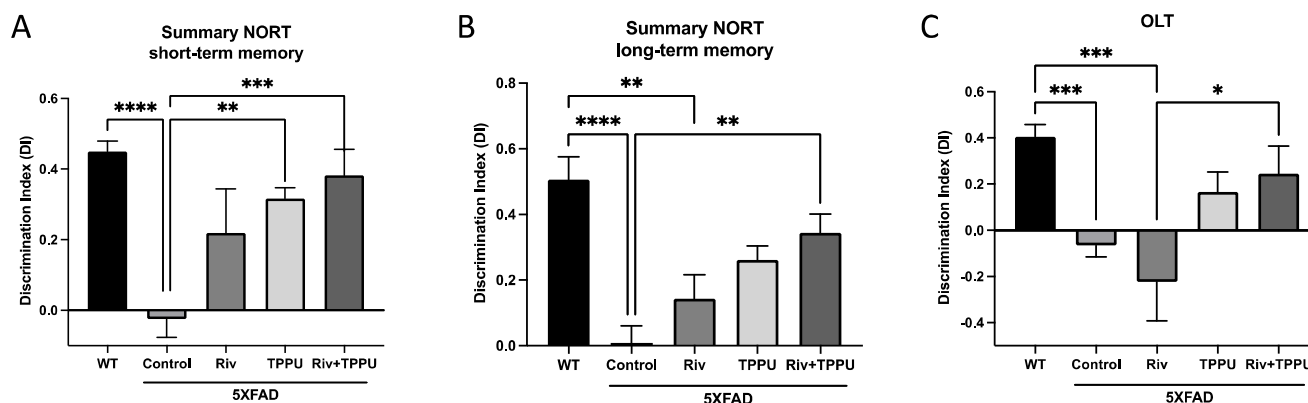 A
Summary NORT
short-term memory
Discrimination Index (DI)
0.6
0.4
0.2
0.0
****
***
**
WT
Control
Riv
TPPU
Riv+TPPU
5XFAD
B
Summary NORT
long-term memory
Discrimination Index (DI)
0.8
0.6
0.4
0.2
0.0
**
****
**
WT
Control
Riv
TPPU
Riv+TPPU
5XFAD
C
OLT
Discrimination Index (DI)
0.6
0.4
0.2
0.0
-0.2
-0.4
***
***
*
WT
Control
Riv
TPPU
Riv+TPPU
5XFAD